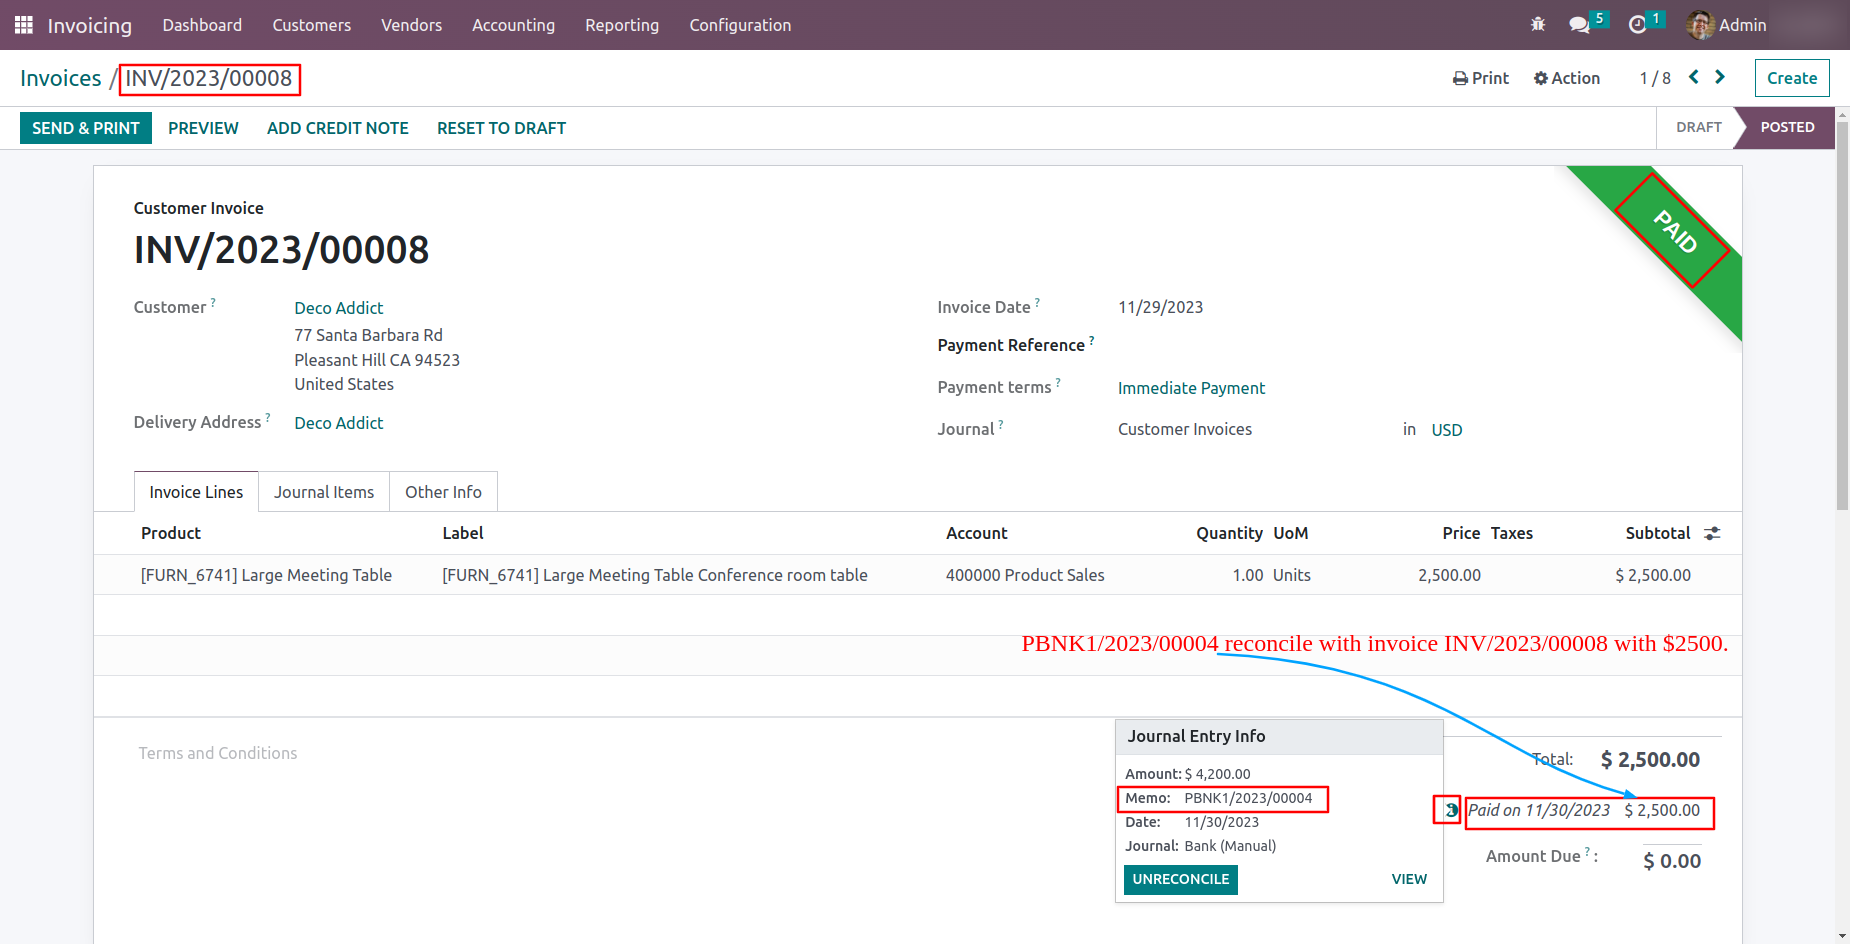 Invoicing Dashboard Customers Vendors Accounting Reporting Configuration 5 1 Admin
Invoices / INV/2023/00008 Print Action 1 / 8 Create
SEND & PRINT PREVIEW ADD CREDIT NOTE RESET TO DRAFT DRAFT POSTED
PAID
Customer Invoice
INV/2023/00008
Customer ? Deco Addict Invoice Date ? 11/29/2023
77 Santa Barbara Rd
Pleasant Hill CA 94523
United States
Payment Reference ?
Payment terms ? Immediate Payment
Delivery Address ? Deco Addict Journal ? Customer Invoices in USD
Invoice Lines Journal Items Other Info
Product Label Account Quantity UoM Price Taxes Subtotal
[FURN_6741] Large Meeting Table [FURN_6741] Large Meeting Table Conference room table 400000 Product Sales 1.00 Units 2,500.00 $ 2,500.00
PBNK1/2023/00004 reconcile with invoice INV/2023/00008 with $2500.
Terms and Conditions
Journal Entry Info
Amount: $ 4,200.00
Memo: PBNK1/2023/00004
Date: 11/30/2023
Journal: Bank (Manual)
UNRECONCILE VIEW
Total: $ 2,500.00
Paid on 11/30/2023 $ 2,500.00
Amount Due ? : $ 0.00